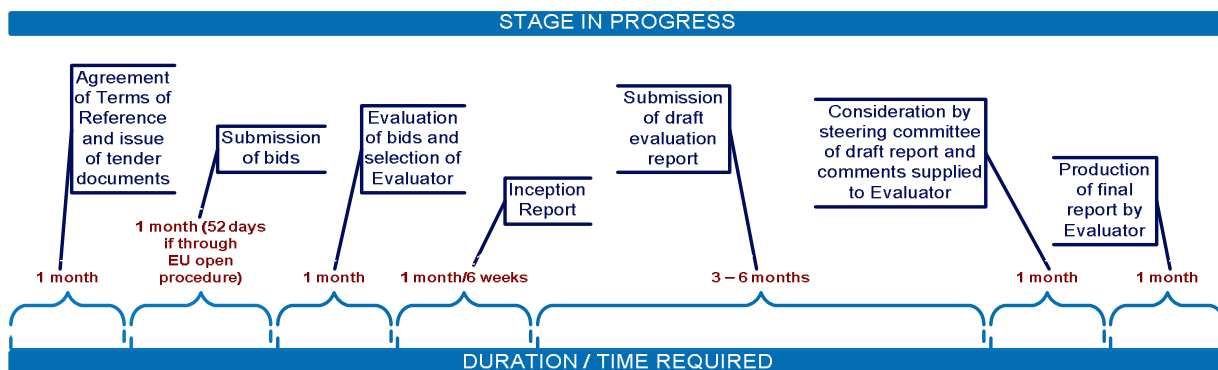 STAGE IN PROGRESS
Agreement
of Terms of
Reference
and issue
of tender
documents
1 month
Submission
of bids
1 month (52 days
if through
EU open
procedure)
Evaluation
of bids and
selection of
Evaluator
1 month
Inception
Report
1 month/6 weeks
Submission
of draft
evaluation
report
3 – 6 months
Consideration by
steering committee
of draft report and
comments supplied
to Evaluator
1 month
Production
of final
report by
Evaluator
1 month
DURATION / TIME REQUIRED